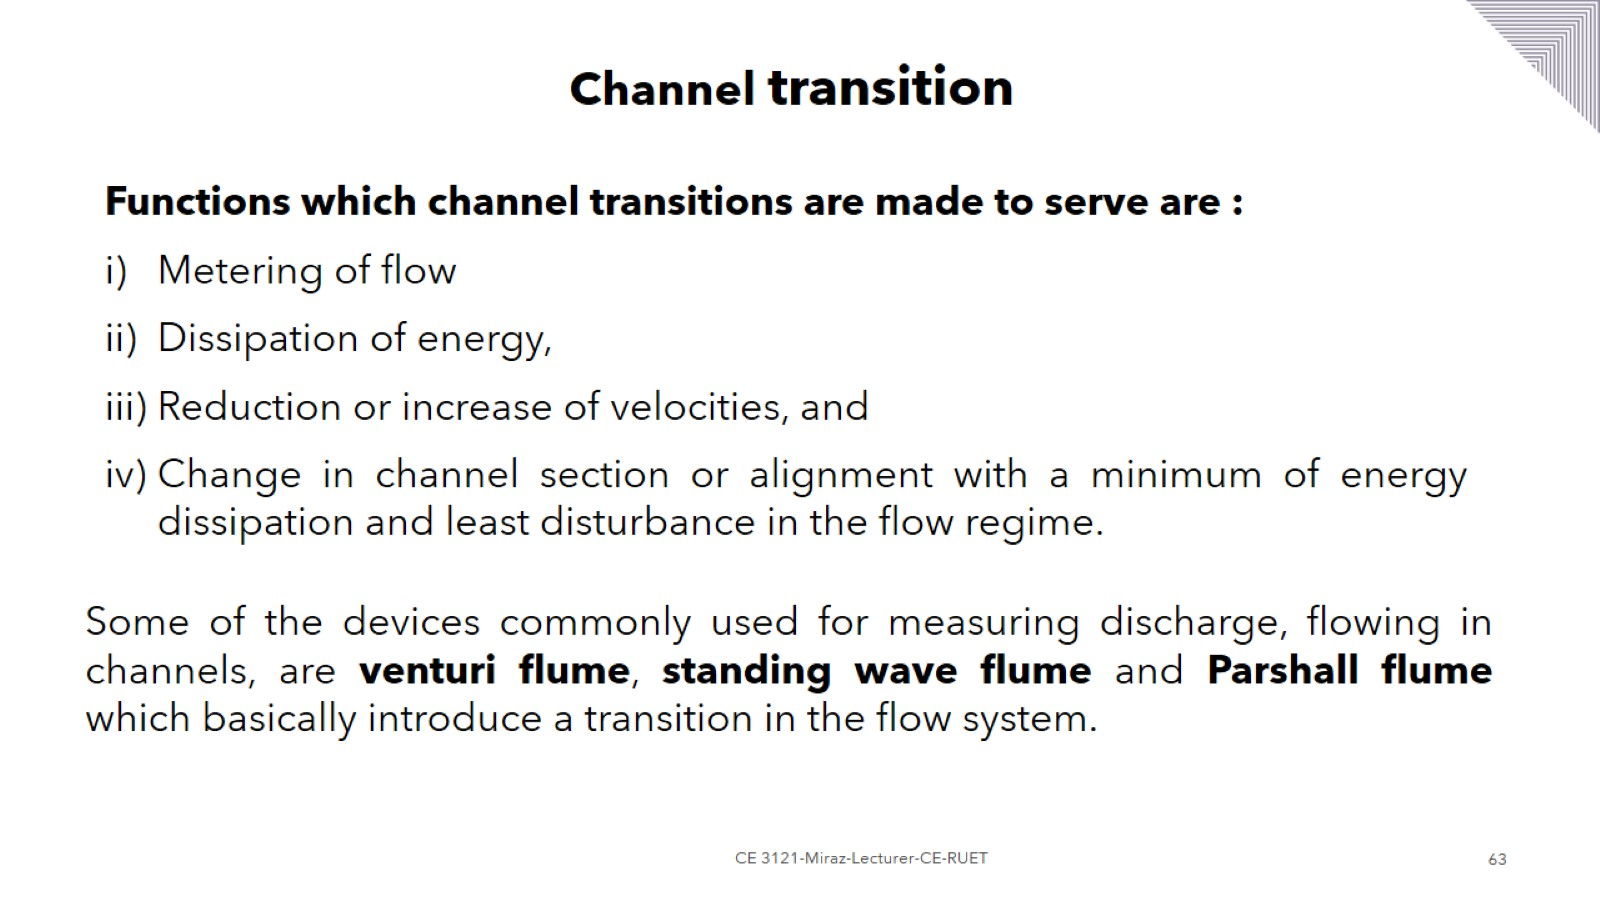 Channel transition
Functions which channel transitions are made to serve are :
i) Metering of flow
ii) Dissipation of energy,
iii) Reduction or increase of velocities, and
iv) Change in channel section or alignment with a minimum of energy
dissipation and least disturbance in the flow regime.
Some of the devices commonly used for measuring discharge, flowing in
channels, are venturi flume, standing wave flume and Parshall flume
which basically introduce a transition in the flow system.
CE 3121-Miraz-Lecturer-CE-RUET
63